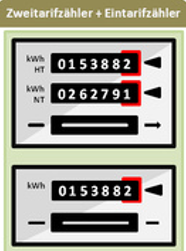 Zweitarifzähler + Eintarifzähler
kWh
HT 0153882
kWh
NT 0262791
kWh 0153882